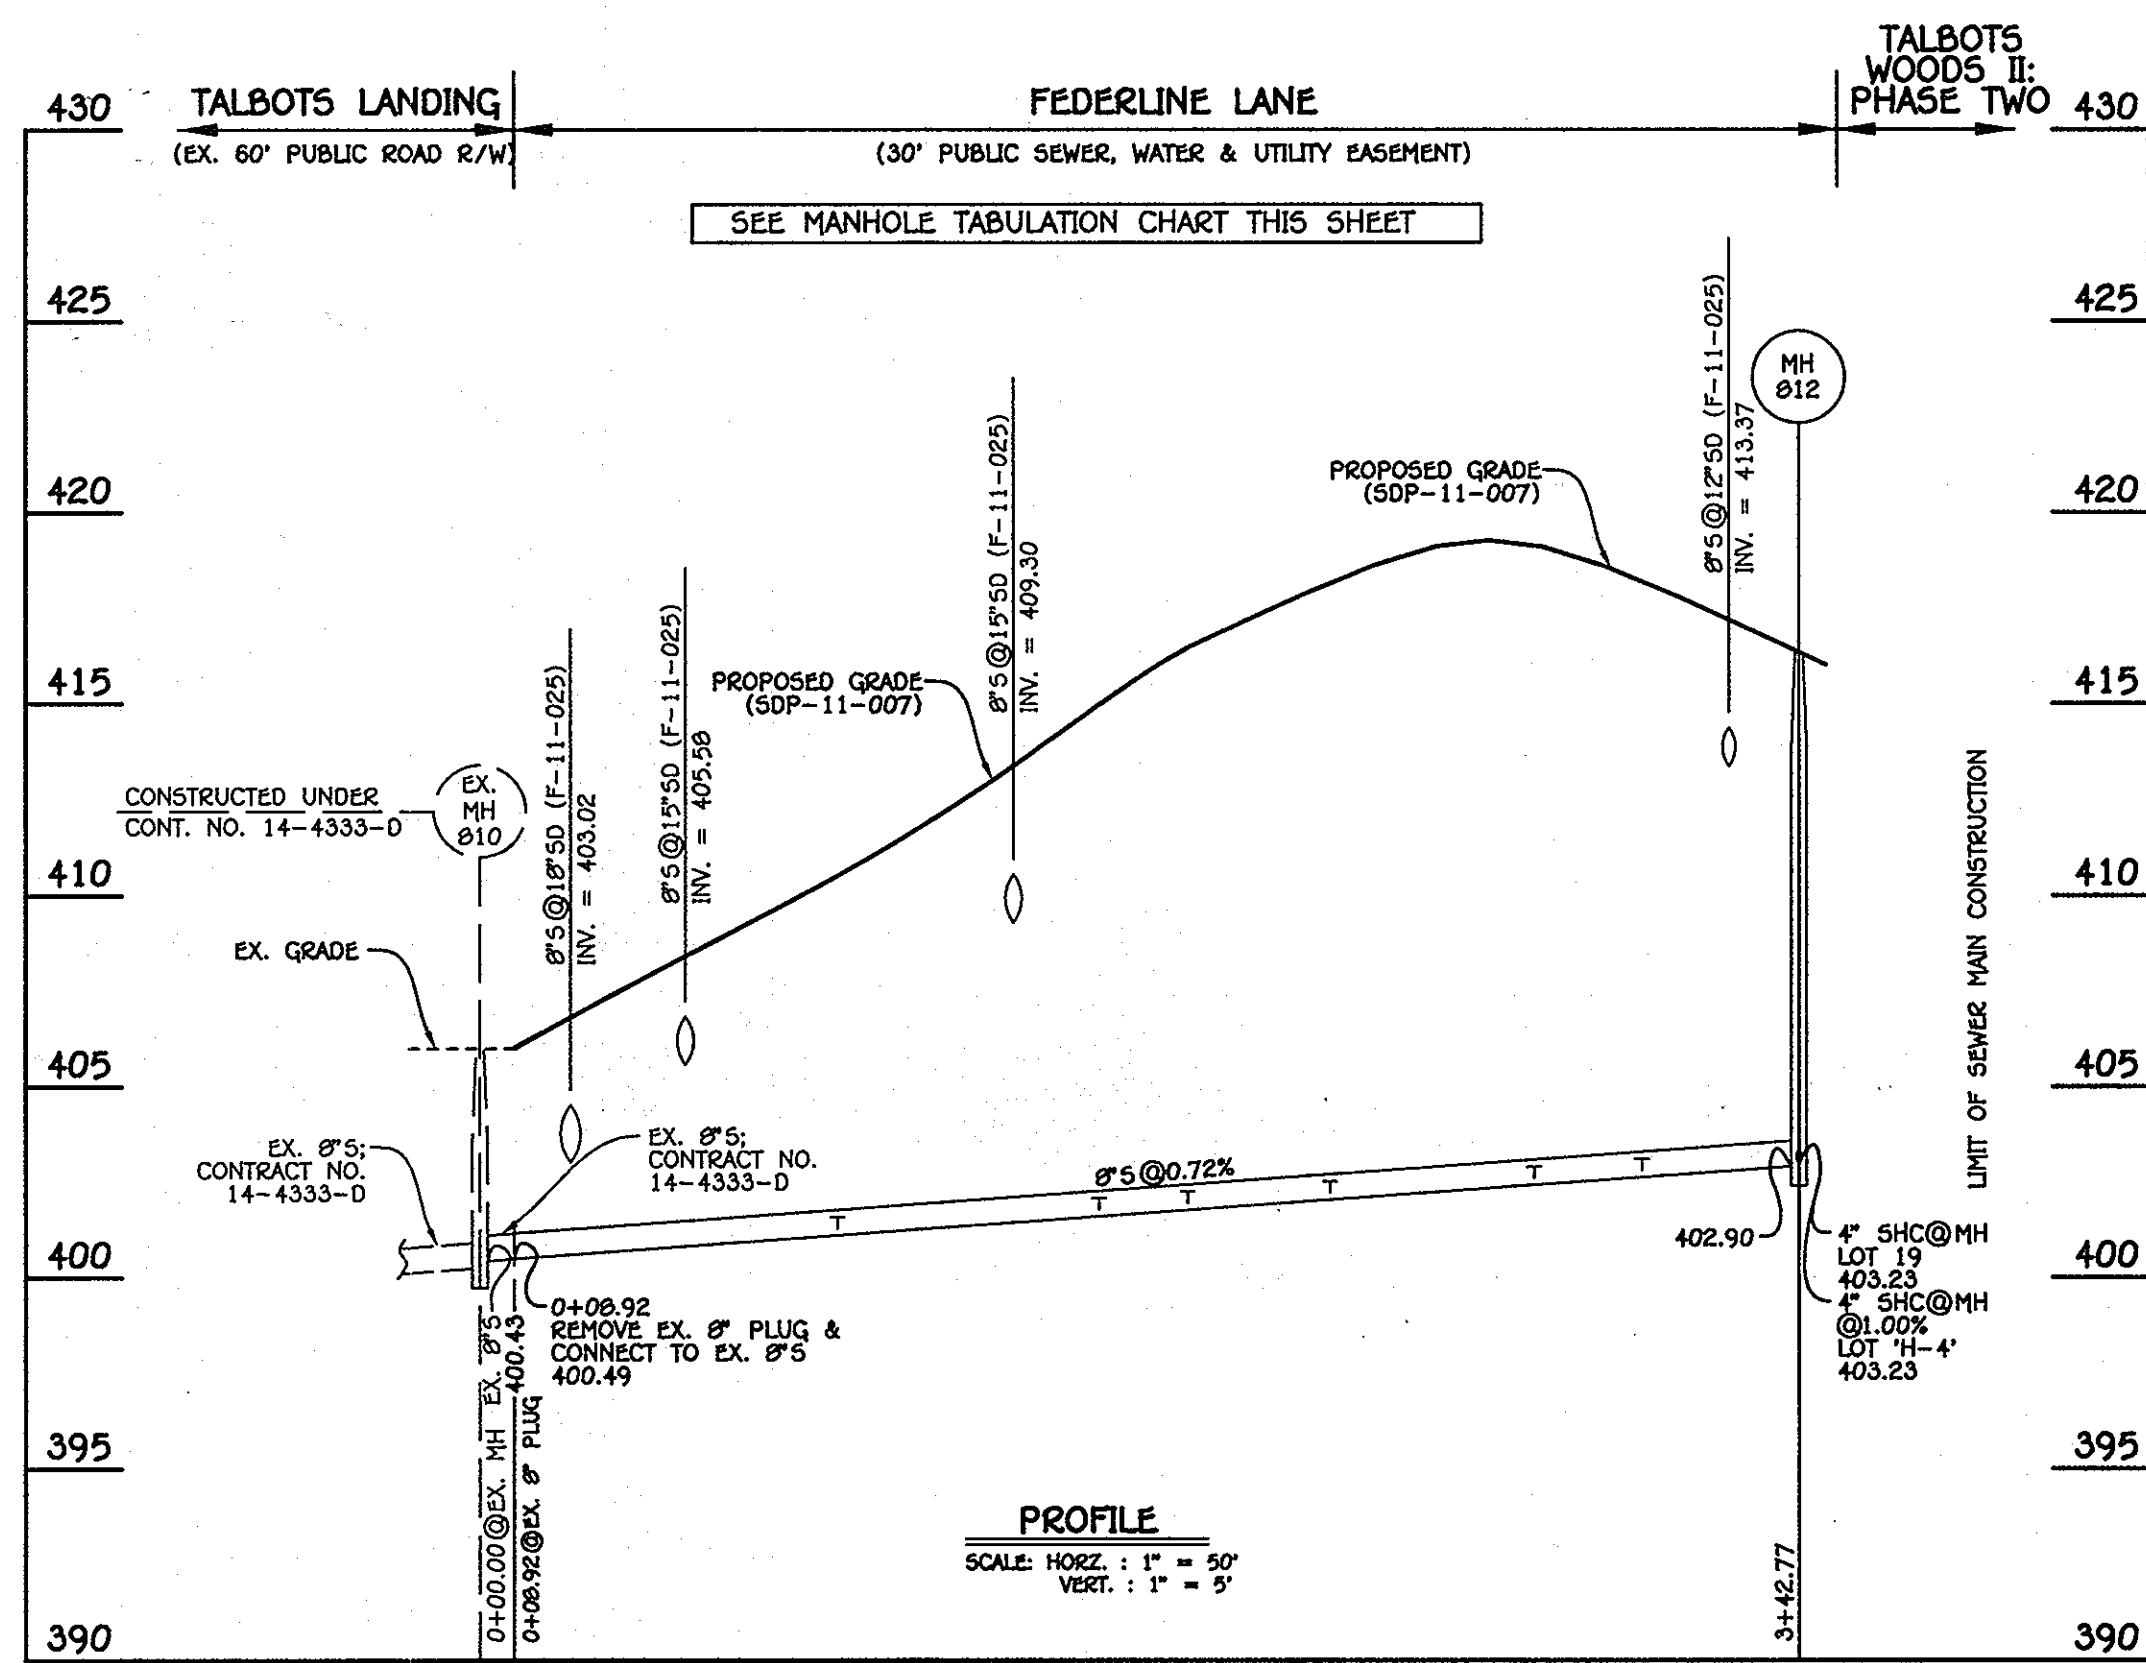 TALBOTS LANDING
(EX. 60' PUBLIC ROAD R/W)
FEDERLINE LANE
(30' PUBLIC SEWER, WATER & UTILITY EASEMENT)
TALBOTS
WOODS II:
PHASE TWO
SEE MANHOLE TABULATION CHART THIS SHEET
430
425
420
415
410
405
400
395
390
430
425
420
415
410
405
400
395
390
CONSTRUCTED UNDER
CONT. NO. 14-4333-D
EX.
MH
810
EX. GRADE
EX. 8"S;
CONTRACT NO.
14-4333-D
8"S@18"SD (F-11-025)
INV. = 403.02
8"S@15"SD (F-11-025)
INV. = 405.58
PROPOSED GRADE
(SDP-11-007)
8"S@15"SD (F-11-025)
INV. = 409.30
PROPOSED GRADE
(SDP-11-007)
8"S@12"SD (F-11-025)
INV. = 413.37
MH
812
EX. 8"S;
CONTRACT NO.
14-4333-D
8"S@0.72%
T
T
T
T
T
T
402.90
4" SHC@MH
LOT 19
403.23
4" SHC@MH
@1.00%
LOT 'H-4'
403.23
LIMIT OF SEWER MAIN CONSTRUCTION
0+08.92
REMOVE EX. 8" PLUG &
CONNECT TO EX. 8"S
400.49
0+00.00@EX. MH EX. 8"S
400.43
0+08.92@EX. 8" PLUG
3+42.77
PROFILE
SCALE: HORZ. : 1" = 50'
VERT. : 1" = 5'